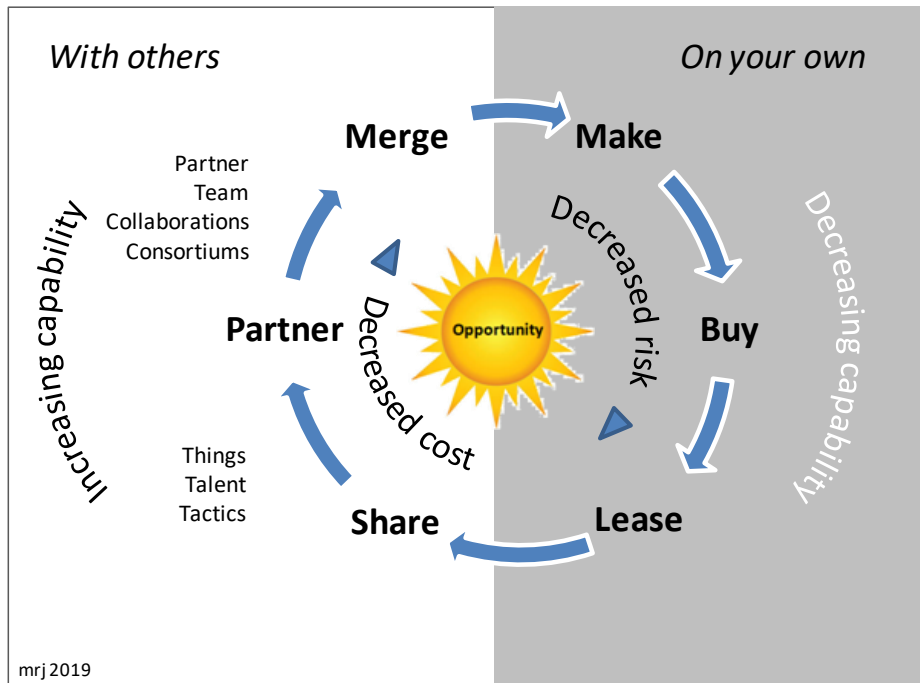 With others
On your own
Merge
Make
Partner
Team
Collaborations
Consortiums
Increasing capability
Decreased risk
Decreasing capability
Partner
Decreased cost
Opportunity
Buy
Things
Talent
Tactics
Share
Lease
mrj 2019